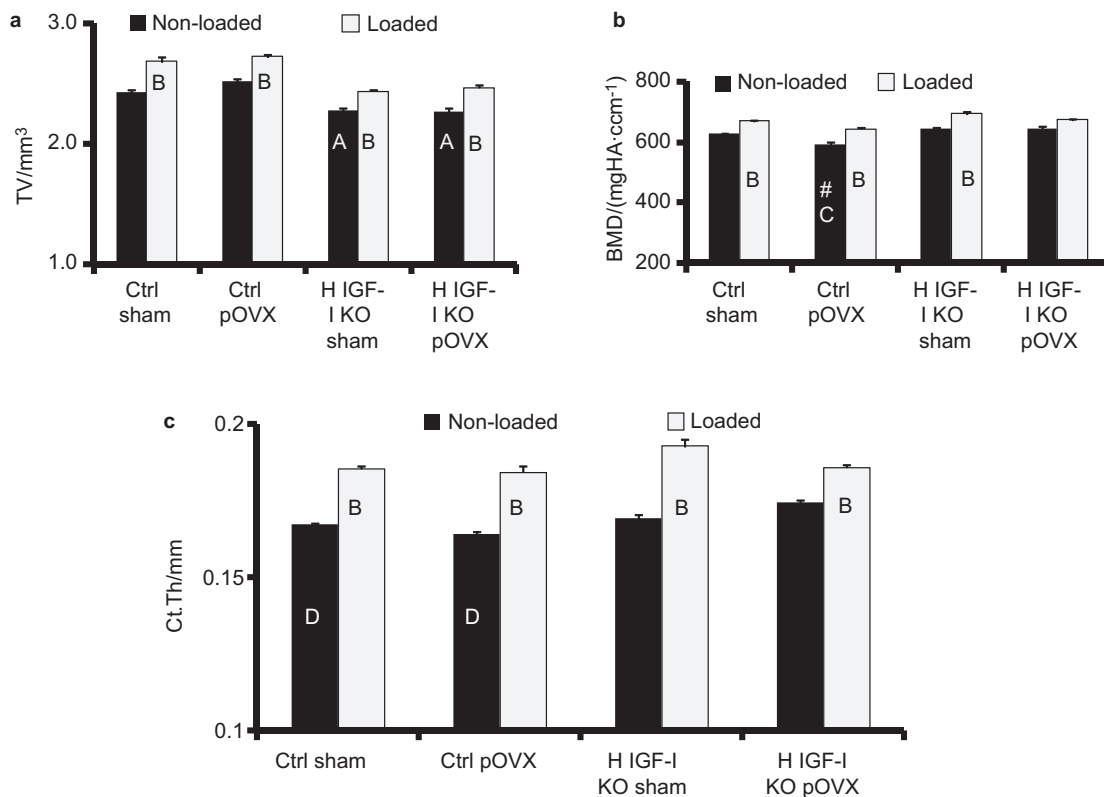 a
Non-loaded
Loaded
3.0
2.0
1.0
TV/mm³
B
B
A
B
A
B
Ctrl
sham
Ctrl
pOVX
H IGF-
I KO
sham
H IGF-
I KO
pOVX
b
Non-loaded
Loaded
800
600
400
200
BMD/(mgHA·ccm⁻¹)
B
#
C
B
B
Ctrl
sham
Ctrl
pOVX
H IGF-
I KO
sham
H IGF-
I KO
pOVX
c
Non-loaded
Loaded
0.2
0.15
0.1
Ct.Th/mm
D
B
D
B
B
B
Ctrl sham
Ctrl pOVX
H IGF-I
KO sham
H IGF-I
KO pOVX